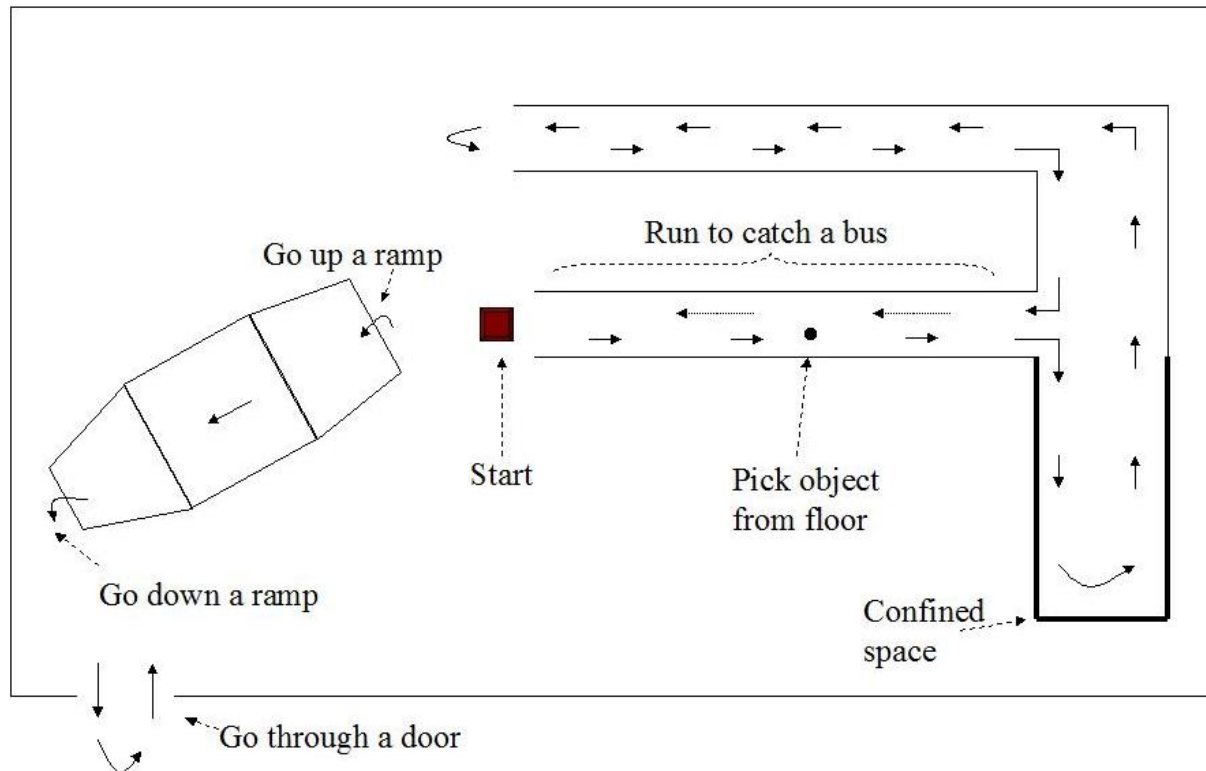 Run to catch a bus
Go up a ramp
Start
Pick object
from floor
Go down a ramp
Confined
space
Go through a door